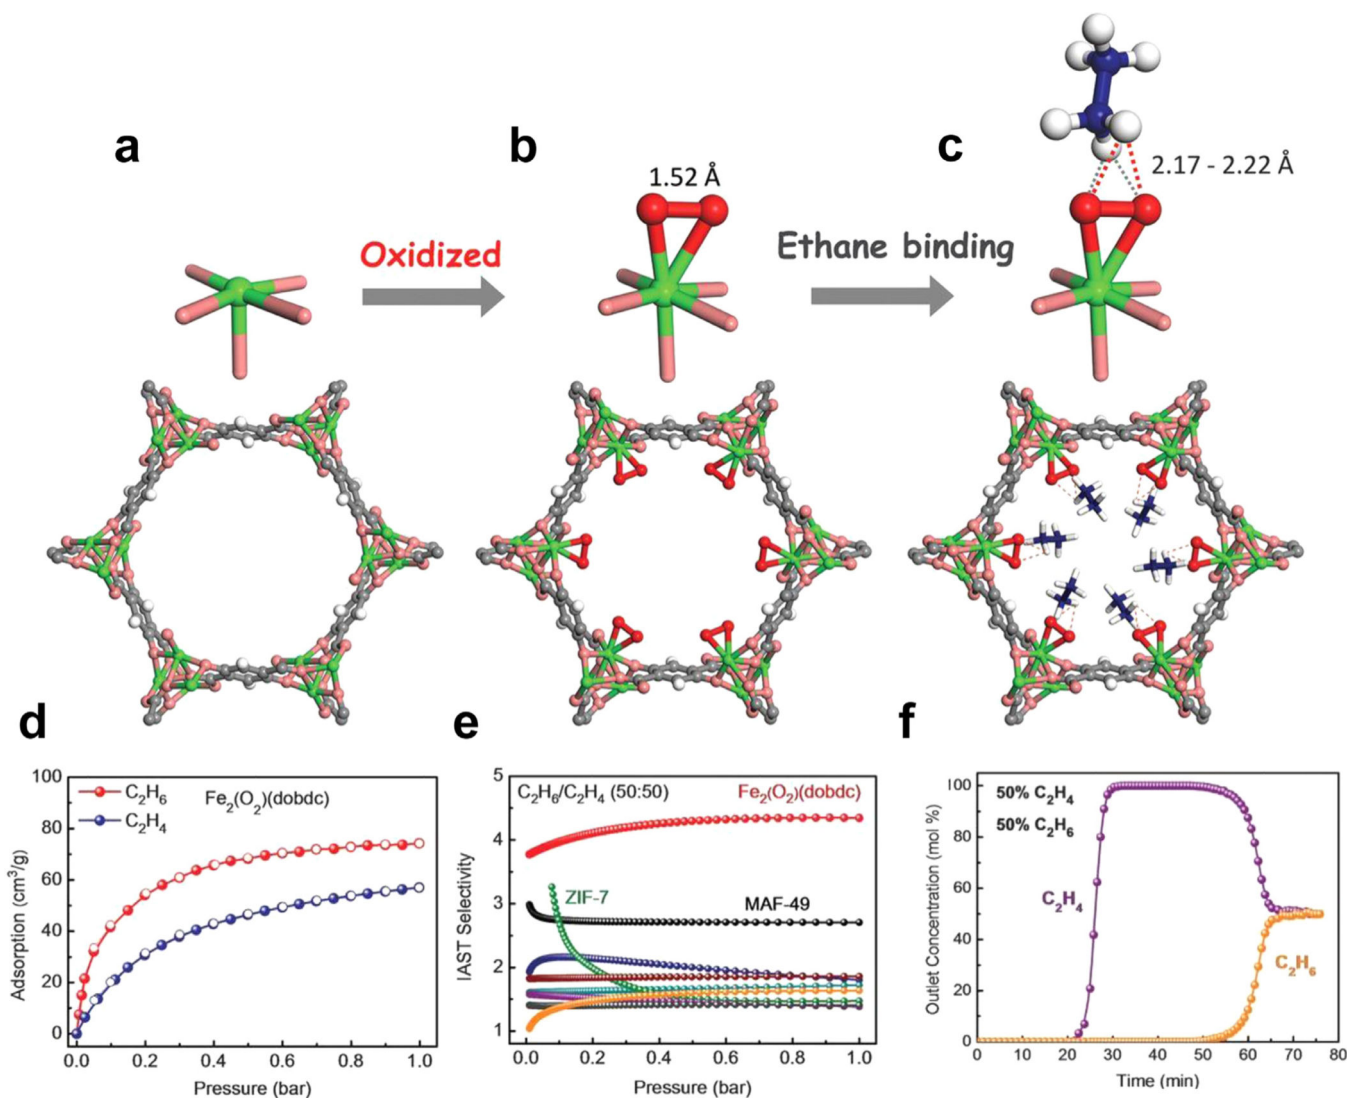 a
b
c
1.52 Å
2.17 - 2.22 Å
Oxidized
Ethane binding
d
e
f
100
80
60
40
20
0
Adsorption (cm³/g)
C₂H₆
C₂H₄
Fe₂(O₂)(dobdc)
0.0 0.2 0.4 0.6 0.8 1.0
Pressure (bar)
5
4
3
2
1
IAST Selectivity
C₂H₆/C₂H₄ (50:50)
Fe₂(O₂)(dobdc)
ZIF-7
MAF-49
0.0 0.2 0.4 0.6 0.8 1.0
Pressure (bar)
100
80
60
40
20
0
Outlet Concentration (mol %)
50% C₂H₄
50% C₂H₆
C₂H₄
C₂H₆
0 10 20 30 40 50 60 70 80
Time (min)